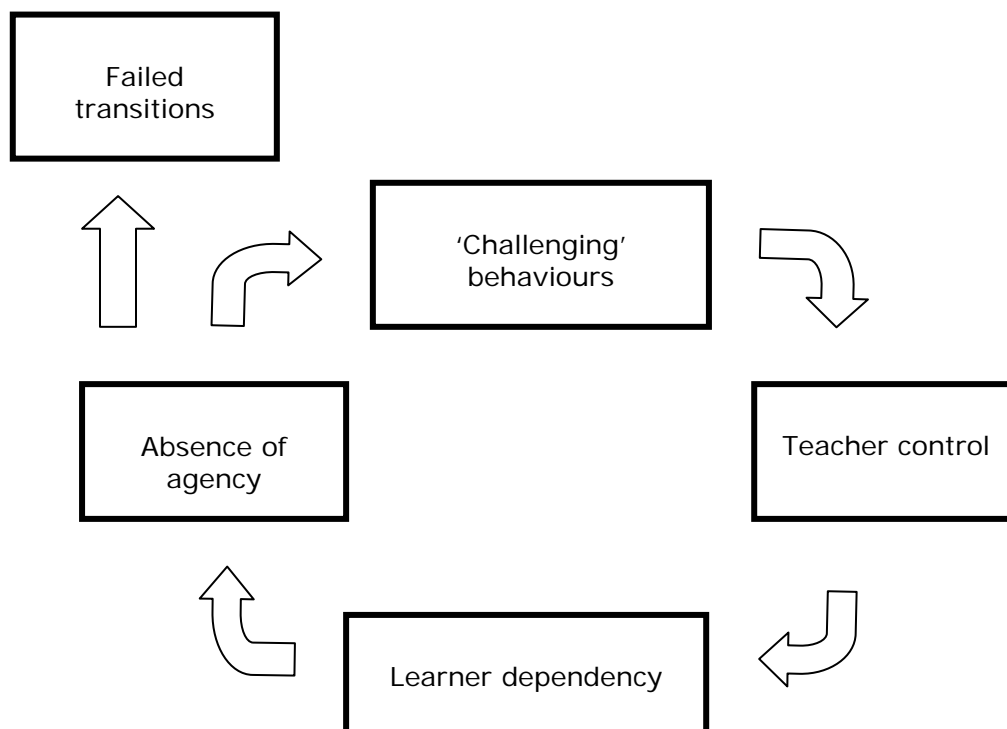 Failed
transitions
‘Challenging’
behaviours
Absence of
agency
Teacher control
Learner dependency